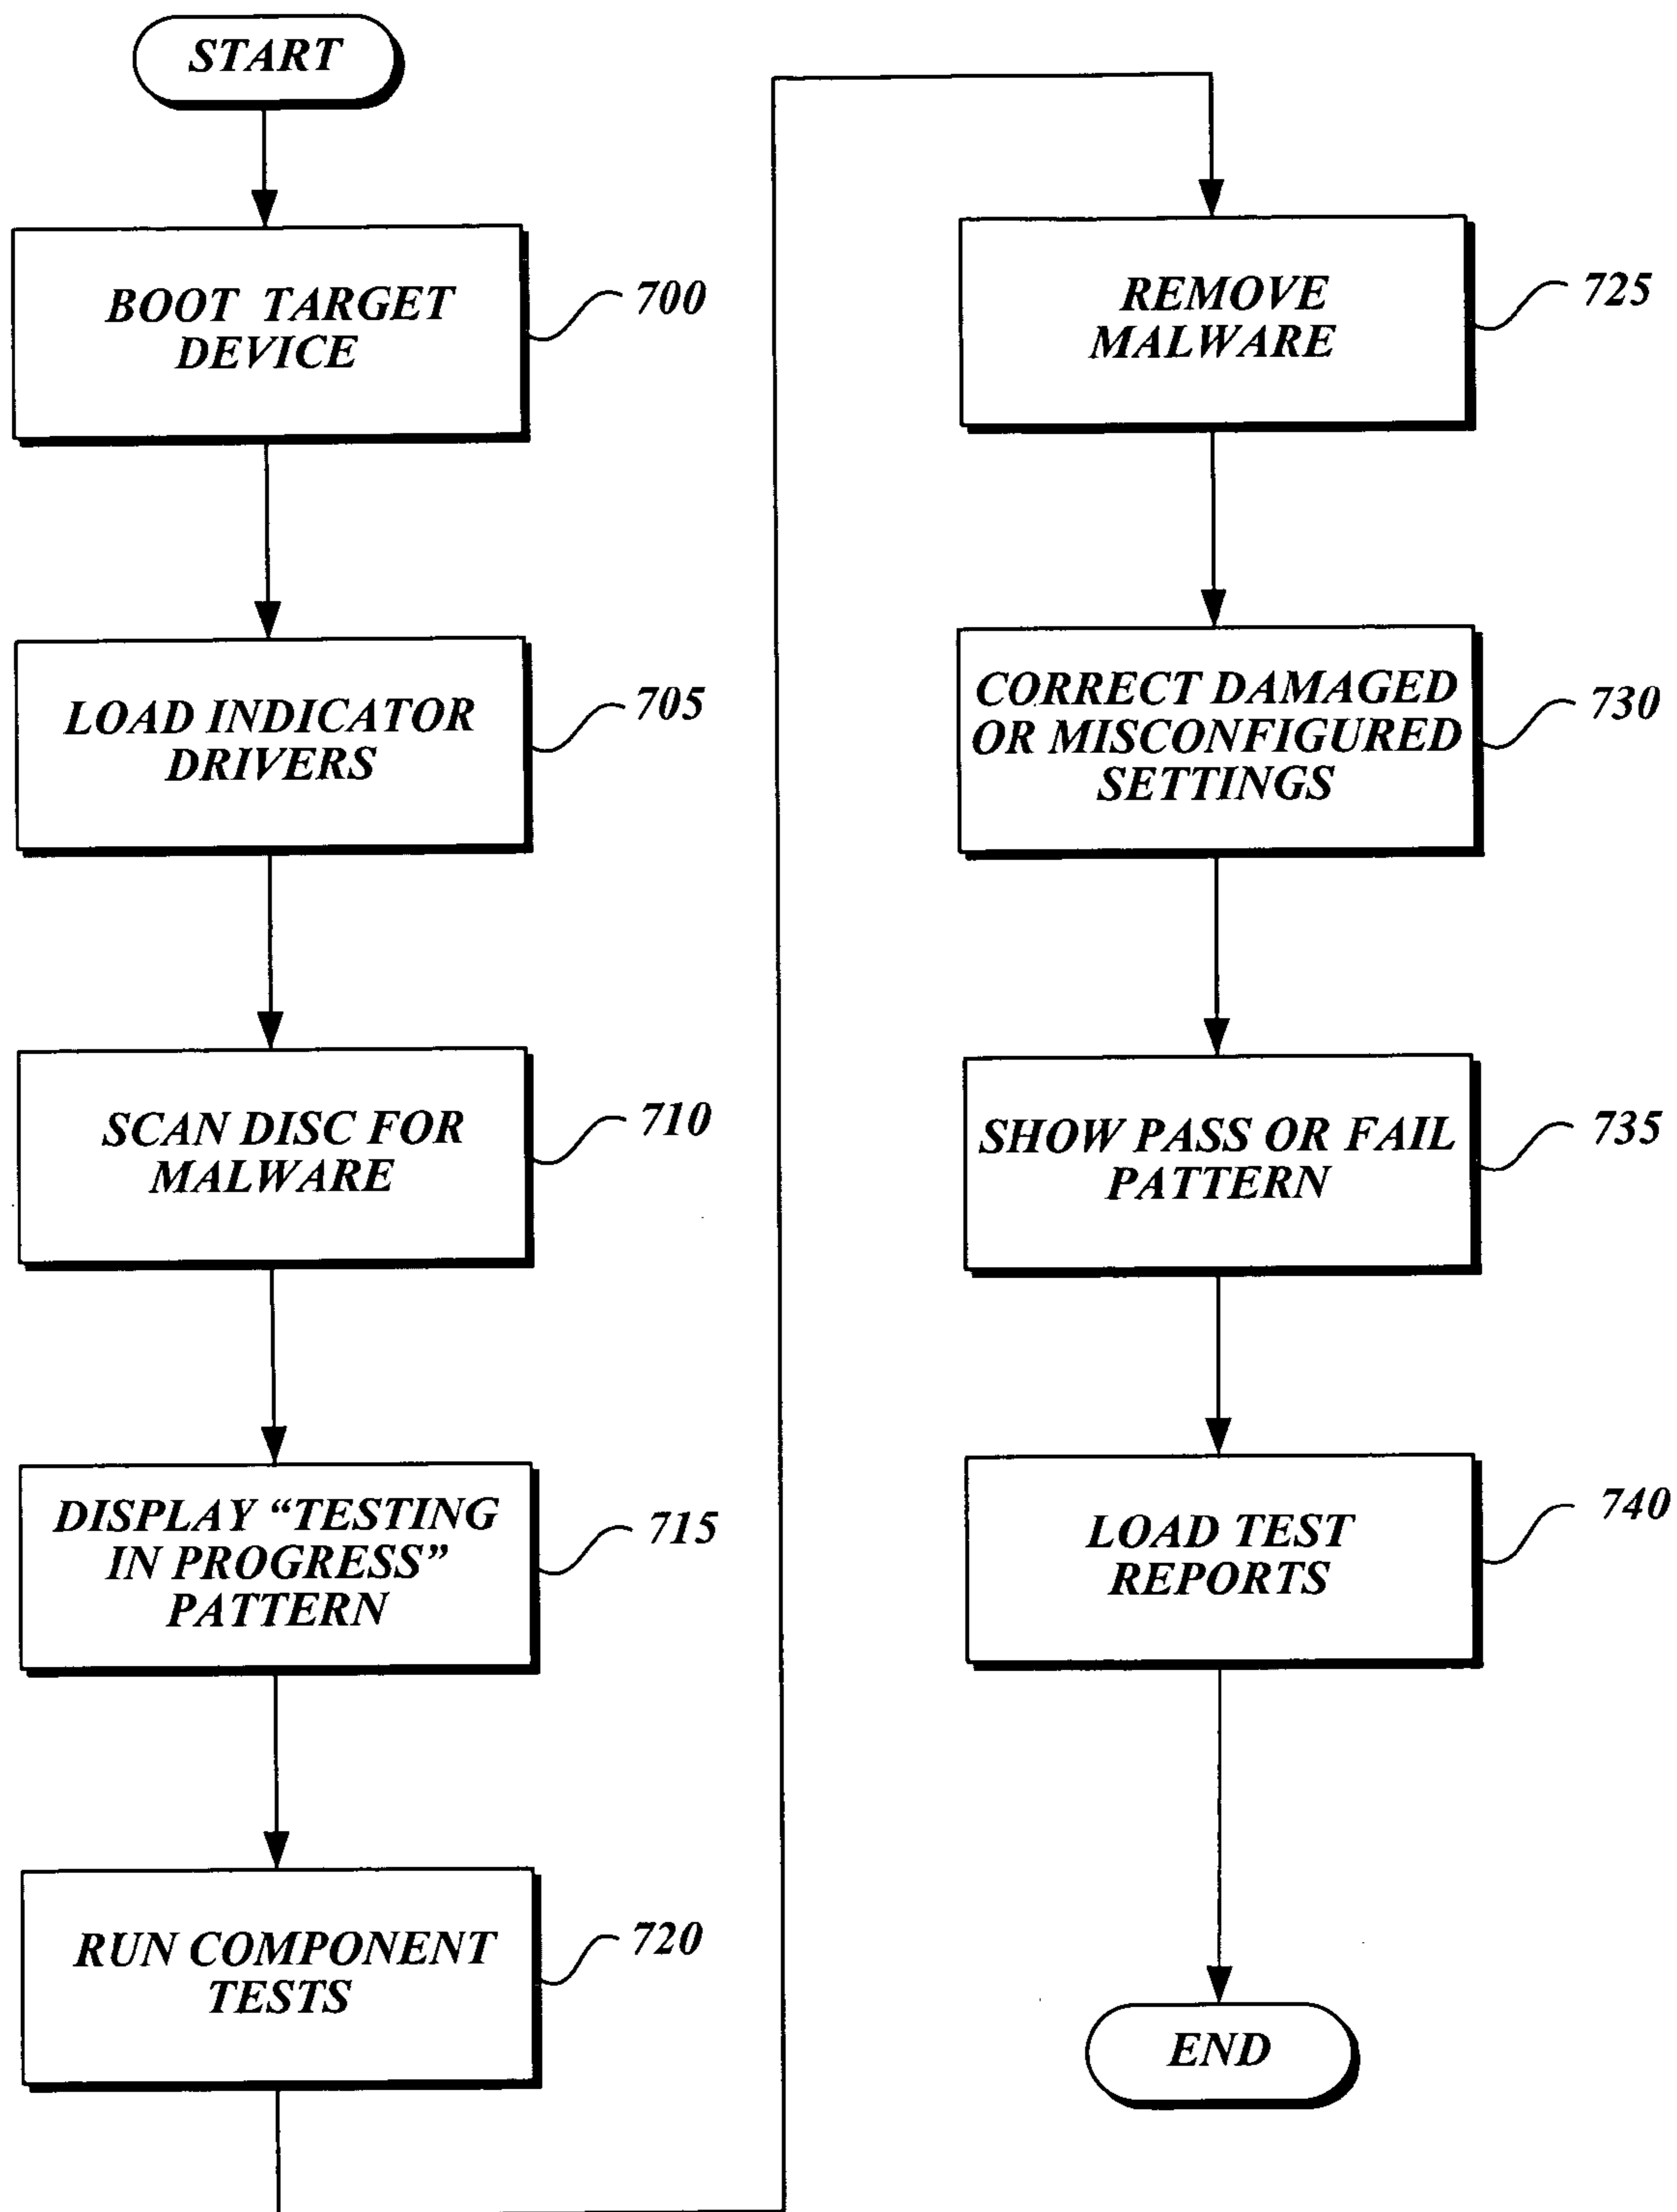 START
BOOT TARGET
DEVICE
700
LOAD INDICATOR
DRIVERS
705
SCAN DISC FOR
MALWARE
710
DISPLAY “TESTING
IN PROGRESS”
PATTERN
715
RUN COMPONENT
TESTS
720
REMOVE
MALWARE
725
CORRECT DAMAGED
OR MISCONFIGURED
SETTINGS
730
SHOW PASS OR FAIL
PATTERN
735
LOAD TEST
REPORTS
740
END